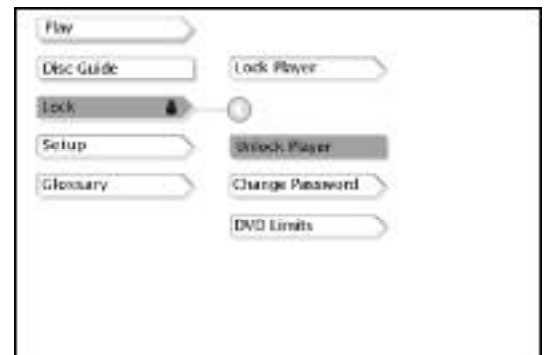 Play
Disc Guide
Lock
Setup
Glossary
Lock Player
Unlock Player
Change Password
DVD Limits